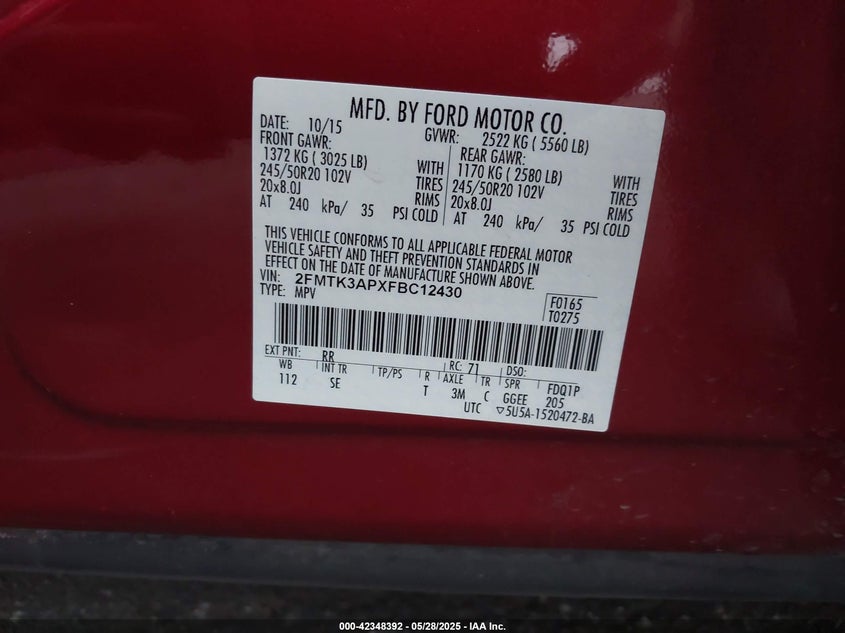 MFD. BY FORD MOTOR CO.
DATE: 10/15 GVWR: 2522 KG ( 5560 LB)
FRONT GAWR: REAR GAWR:
1372 KG ( 3025 LB) WITH 1170 KG ( 2580 LB) WITH
245/50R20 102V TIRES 245/50R20 102V TIRES
20x8.0J RIMS 20x8.0J RIMS
AT 240 kPa/ 35 PSI COLD AT 240 kPa/ 35 PSI COLD
THIS VEHICLE CONFORMS TO ALL APPLICABLE FEDERAL MOTOR
VEHICLE SAFETY AND THEFT PREVENTION STANDARDS IN
EFFECT ON THE DATE OF MANUFACTURE SHOWN ABOVE.
VIN: 2FMTK3APXFBC12430
TYPE: MPV
F0165
T0275
EXT PNT: RR RC: 71 DSO:
WB INT TR TP/PS R AXLE TR SPR FDQ1P
112 SE T 3M C GGEE 205
UTC ▽5U5A-1520472-BA
000-42348392 — 05/28/2025 - IAA Inc.